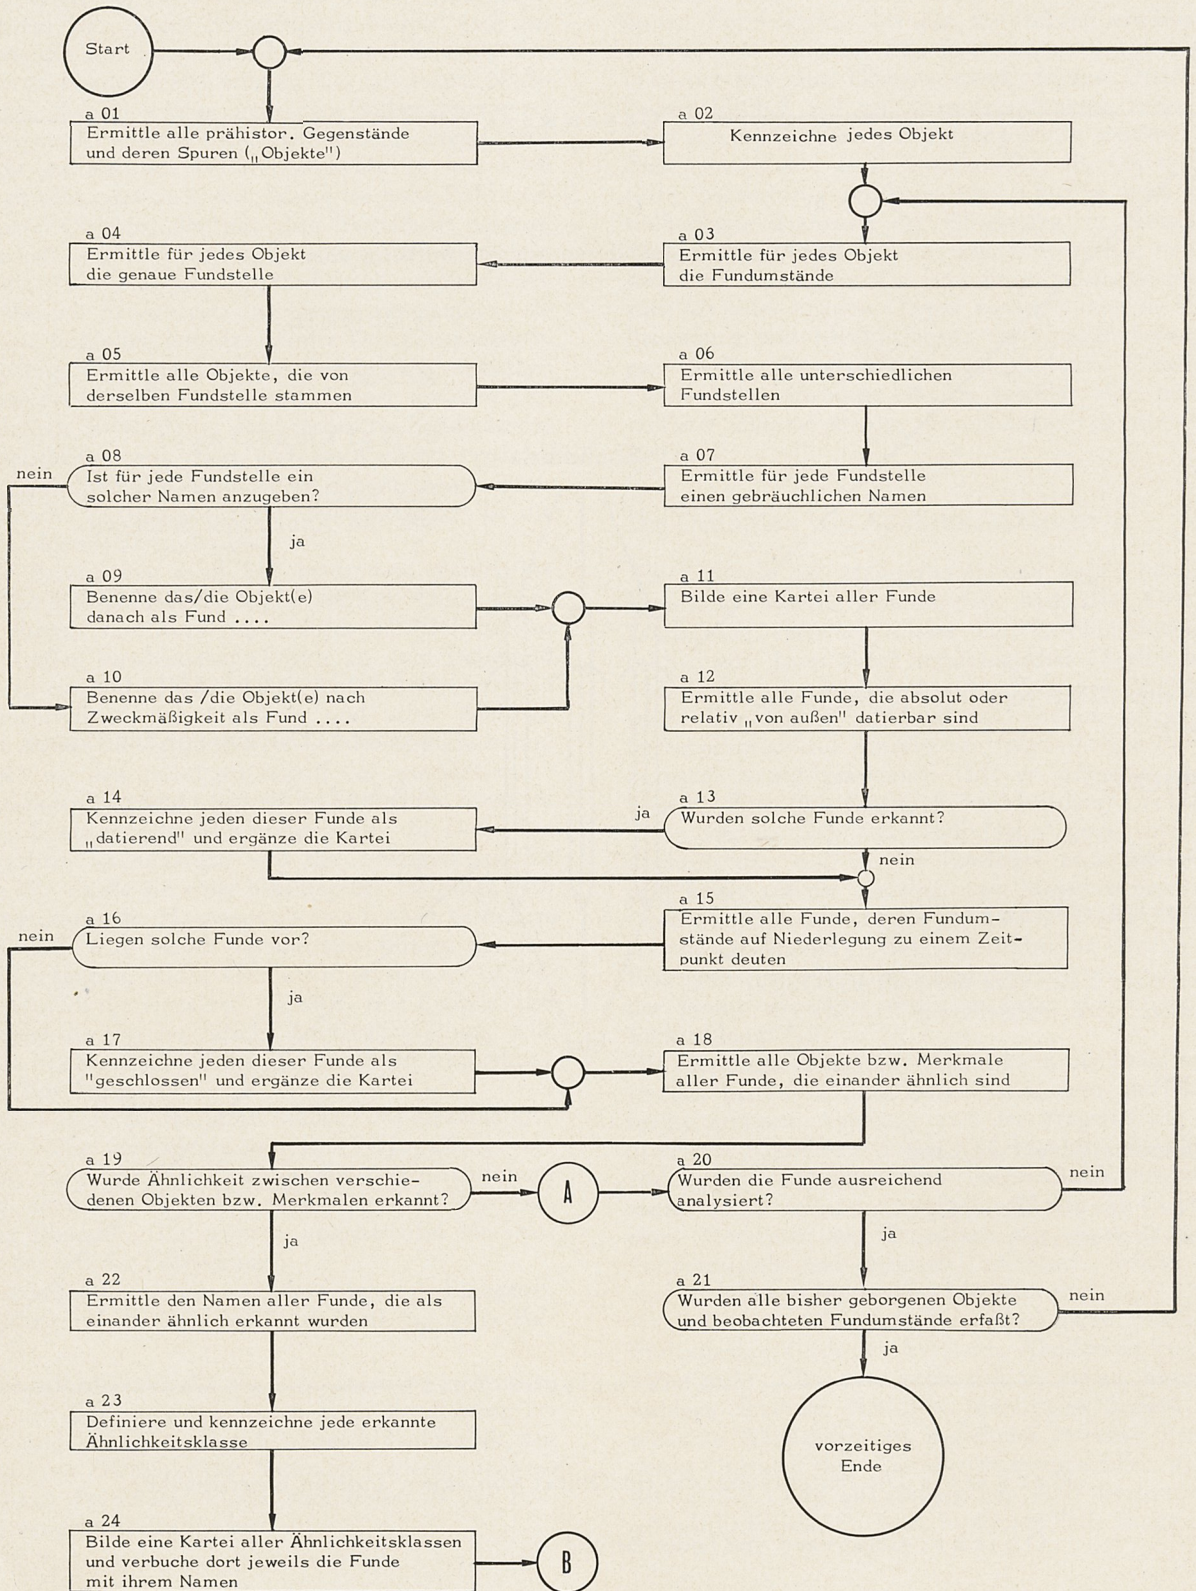 Start
a 01
Ermittle alle prähistor. Gegenstände
und deren Spuren („Objekte")
a 02
Kennzeichne jedes Objekt
a 04
Ermittle für jedes Objekt
die genaue Fundstelle
a 03
Ermittle für jedes Objekt
die Fundumstände
a 05
Ermittle alle Objekte, die von
derselben Fundstelle stammen
a 06
Ermittle alle unterschiedlichen
Fundstellen
a 08
nein
Ist für jede Fundstelle ein
solcher Namen anzugeben?
ja
a 07
Ermittle für jede Fundstelle
einen gebräuchlichen Namen
a 09
Benenne das/die Objekt(e)
danach als Fund ....
a 11
Bilde eine Kartei aller Funde
a 10
Benenne das /die Objekt(e) nach
Zweckmäßigkeit als Fund ....
a 12
Ermittle alle Funde, die absolut oder
relativ „von außen" datierbar sind
a 14
Kennzeichne jeden dieser Funde als
„datierend" und ergänze die Kartei
ja
a 13
Wurden solche Funde erkannt?
nein
a 16
nein
Liegen solche Funde vor?
ja
a 15
Ermittle alle Funde, deren Fundum-
stände auf Niederlegung zu einem Zeit-
punkt deuten
a 17
Kennzeichne jeden dieser Funde als
"geschlossen" und ergänze die Kartei
a 18
Ermittle alle Objekte bzw. Merkmale
aller Funde, die einander ähnlich sind
a 19
Wurde Ähnlichkeit zwischen verschie-
denen Objekten bzw. Merkmalen erkannt?
nein
A
ja
a 20
Wurden die Funde ausreichend
analysiert?
nein
ja
a 22
Ermittle den Namen aller Funde, die als
einander ähnlich erkannt wurden
a 21
Wurden alle bisher geborgenen Objekte
und beobachteten Fundumstände erfaßt?
nein
ja
a 23
Definiere und kennzeichne jede erkannte
Ähnlichkeitsklasse
vorzeitiges
Ende
a 24
Bilde eine Kartei aller Ähnlichkeitsklassen
und verbuche dort jeweils die Funde
mit ihrem Namen
B